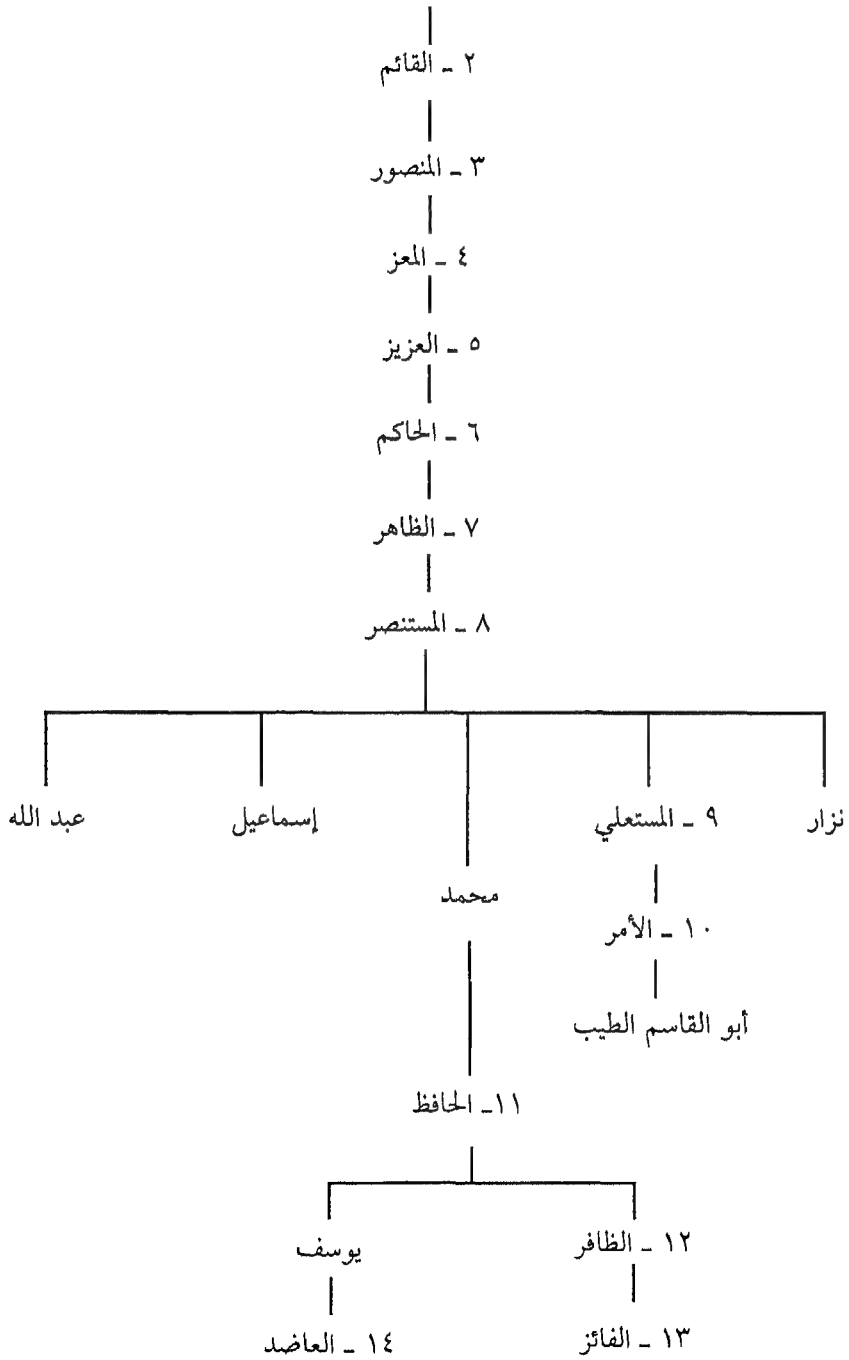 ٢ ـ القائم
٣ ـ المنصور
٤ ـ المعز
٥ ـ العزيز
٦ ـ الحاكم
٧ ـ الظاهر
٨ ـ المستنصر
نزار
٩ ـ المستعلي
إسماعيل
عبد الله
محمد
١٠ ـ الأمر
أبو القاسم الطيب
١١ـ الحافظ
١٢ ـ الظافر
يوسف
١٣ ـ الفائز
١٤ ـ العاضد